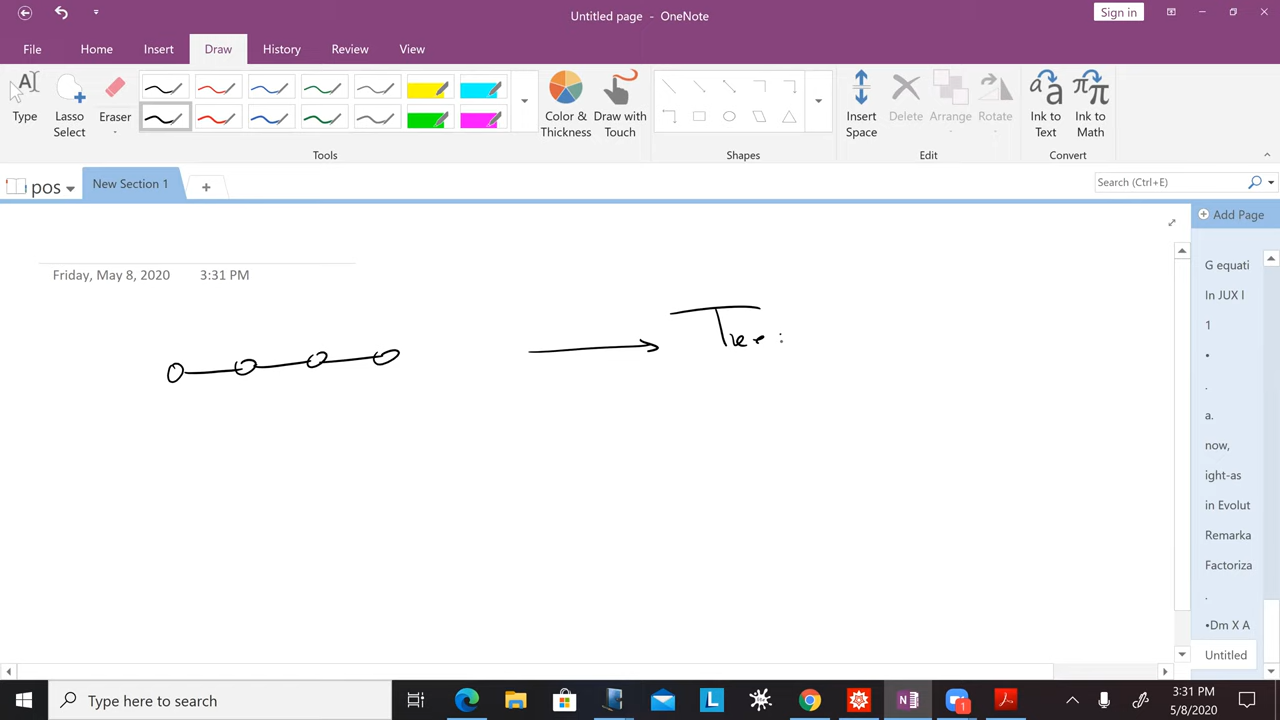 Untitled page - OneNote
Sign in
File Home Insert Draw History Review View
Type
Lasso Select
Eraser
Color & Thickness
Draw with Touch
Insert Space
Delete
Arrange
Rotate
Ink to Text
Ink to Math
Tools
Shapes
Edit
Convert
pos
New Section 1
Search (Ctrl+E)
Add Page
Friday, May 8, 2020 3:31 PM
Tree
G equati
In JUX l
1
•
.
a.
now,
ight-as
in Evolut
Remarka
Factoriza
.
•Dm X A
Untitled
Type here to search
L
N
1
3:31 PM
5/8/2020